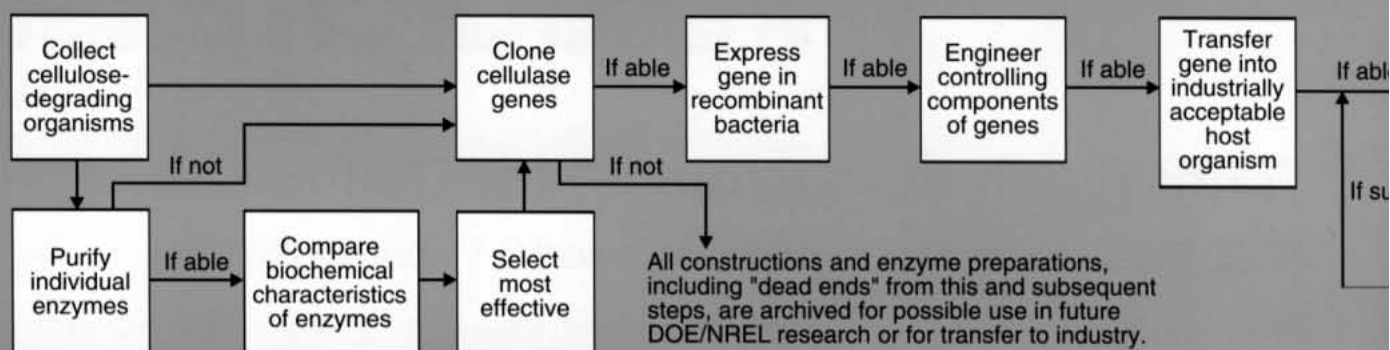 Collect
cellulose-
degrading
organisms
Clone
cellulase
genes
If able
Express
gene in
recombinant
bacteria
If able
Engineer
controlling
components
of genes
If able
Transfer
gene into
industrially
acceptable
host
organism
If able
If not
If not
Purify
individual
enzymes
If able
Compare
biochemical
characteristics
of enzymes
Select
most
effective
All constructions and enzyme preparations,
including "dead ends" from this and subsequent
steps, are archived for possible use in future
DOE/NREL research or for transfer to industry.
If